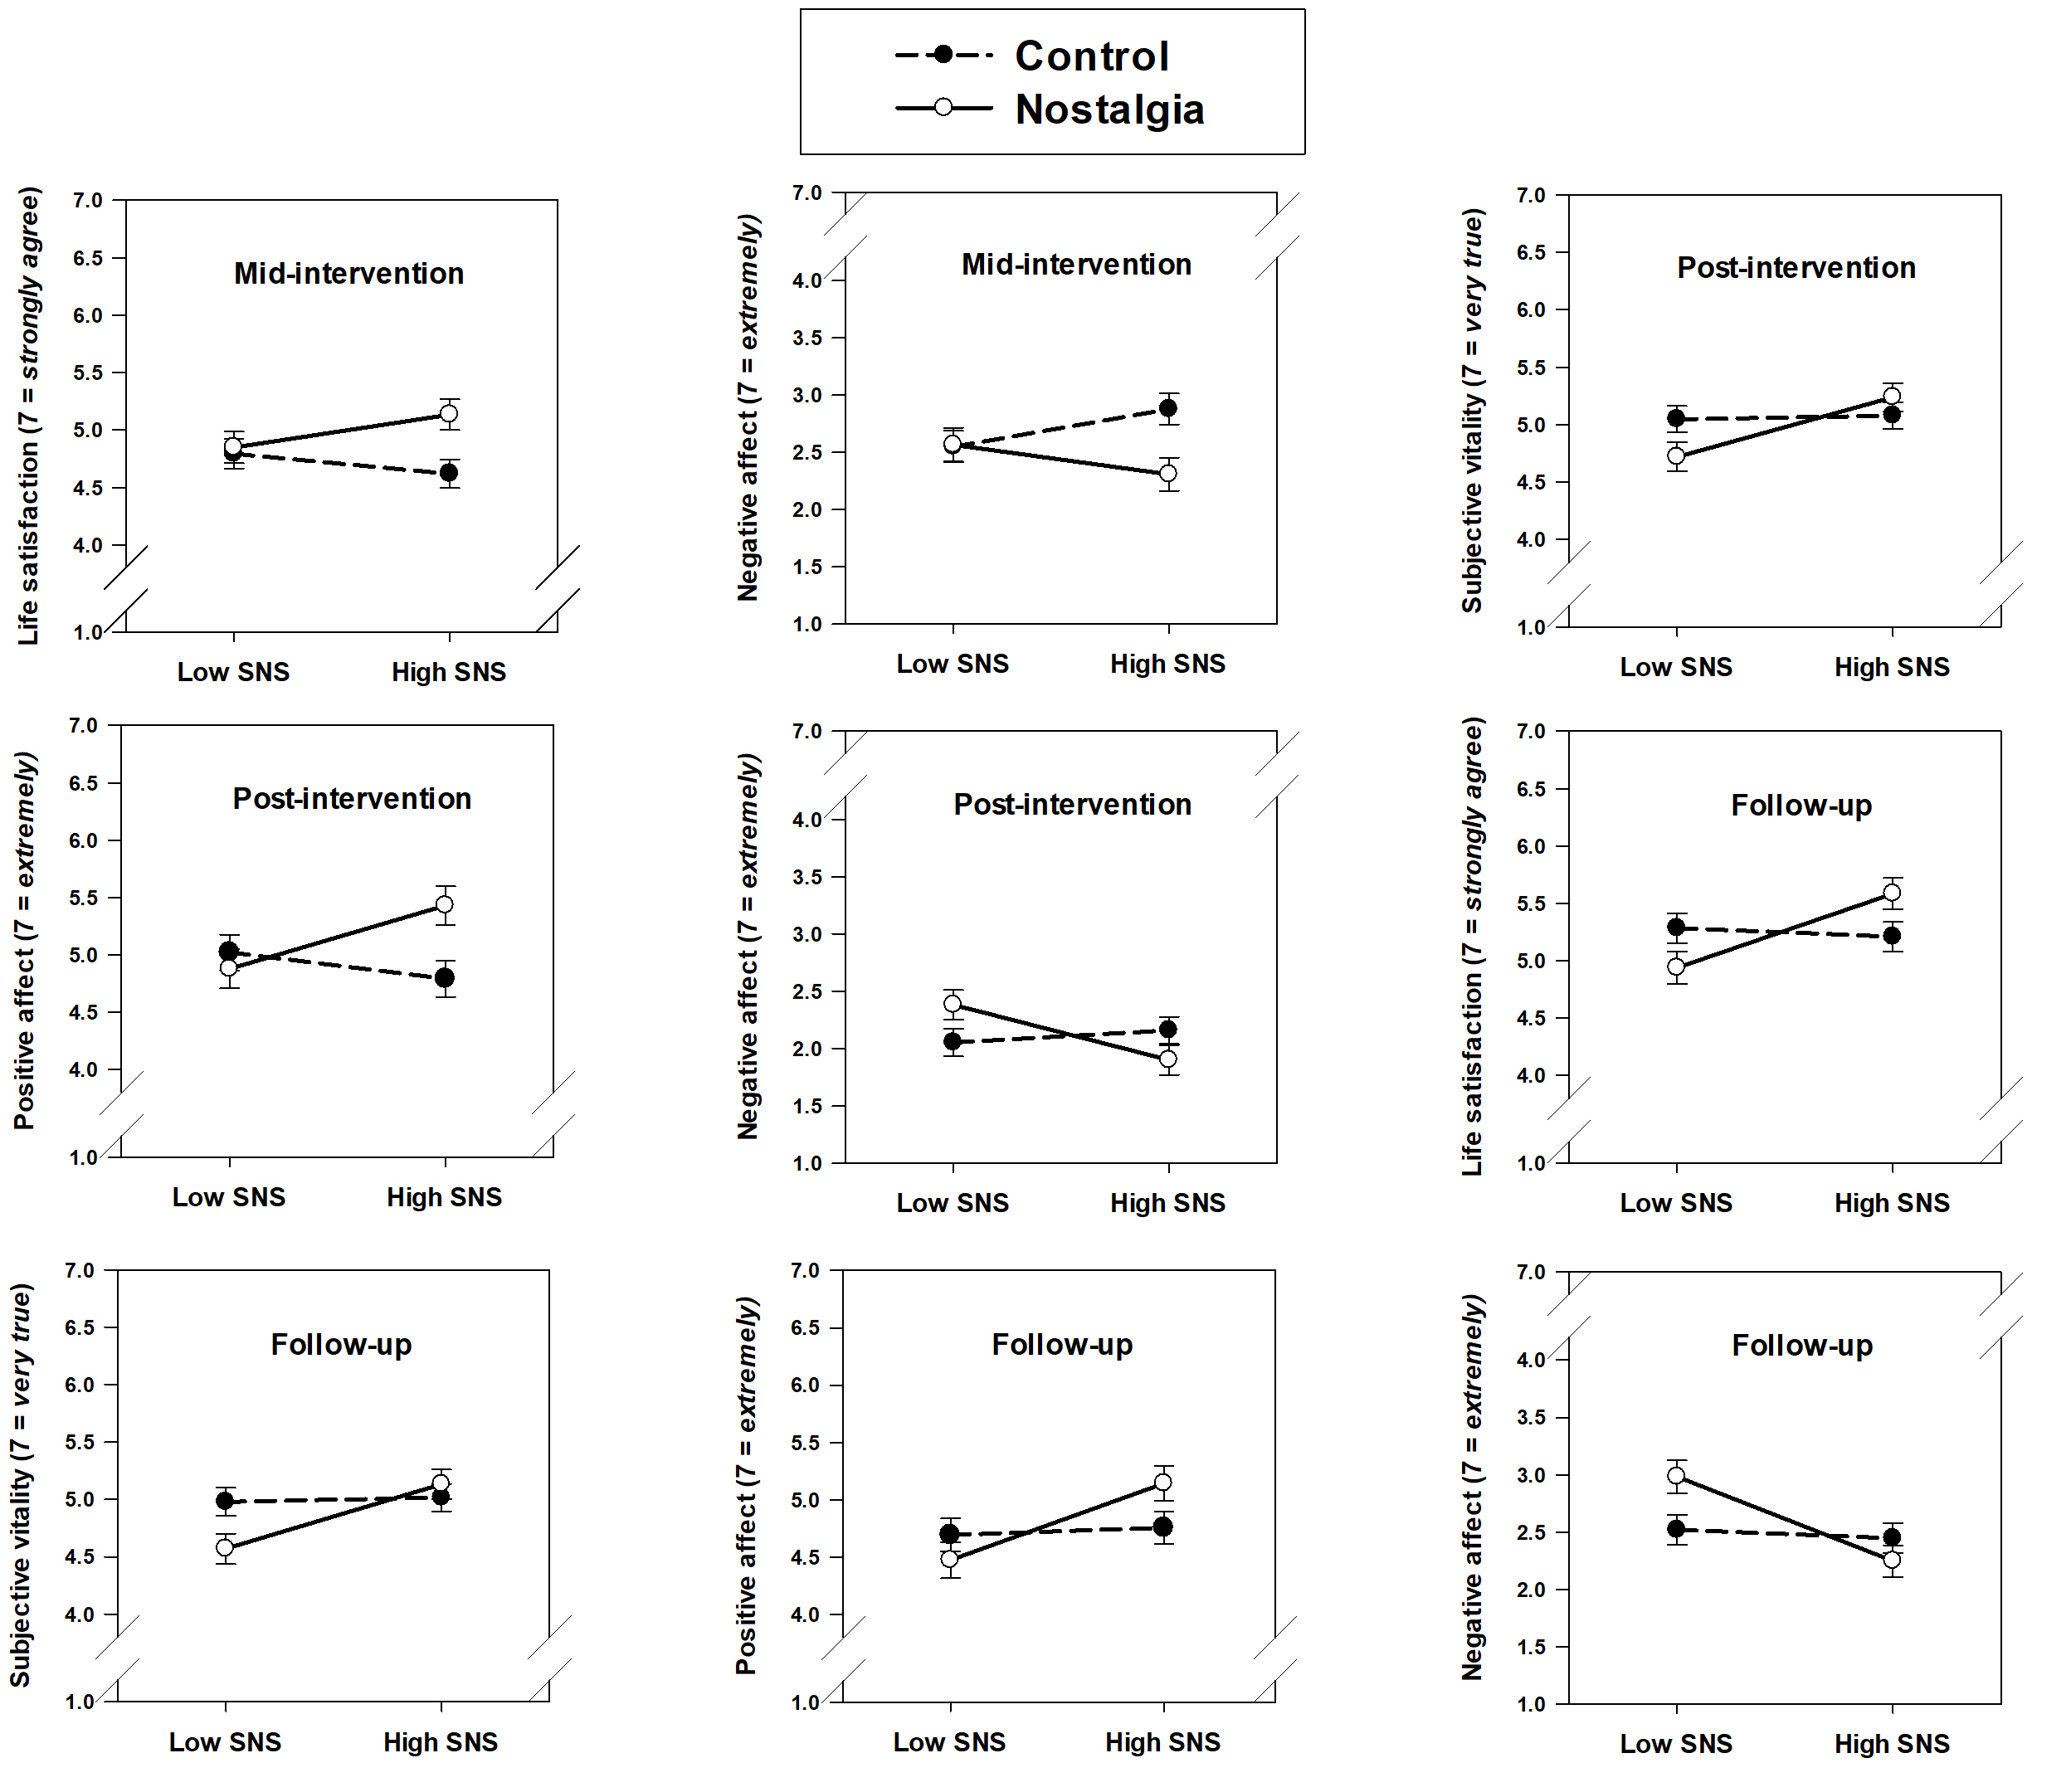 Control
Nostalgia
Life satisfaction (7 = strongly agree)
7.0
6.5
6.0
5.5
5.0
4.5
4.0
1.0
Mid-intervention
Low SNS
High SNS
Negative affect (7 = extremely)
7.0
4.0
3.5
3.0
2.5
2.0
1.5
1.0
Mid-intervention
Low SNS
High SNS
Subjective vitality (7 = very true)
7.0
6.5
6.0
5.5
5.0
4.5
4.0
1.0
Post-intervention
Low SNS
High SNS
Positive affect (7 = extremely)
7.0
6.5
6.0
5.5
5.0
4.5
4.0
1.0
Post-intervention
Low SNS
High SNS
Negative affect (7 = extremely)
7.0
4.0
3.5
3.0
2.5
2.0
1.5
1.0
Post-intervention
Low SNS
High SNS
Life satisfaction (7 = strongly agree)
7.0
6.5
6.0
5.5
5.0
4.5
4.0
1.0
Follow-up
Low SNS
High SNS
Subjective vitality (7 = very true)
7.0
6.5
6.0
5.5
5.0
4.5
4.0
1.0
Follow-up
Low SNS
High SNS
Positive affect (7 = extremely)
7.0
6.5
6.0
5.5
5.0
4.5
4.0
1.0
Follow-up
Low SNS
High SNS
Negative affect (7 = extremely)
7.0
4.0
3.5
3.0
2.5
2.0
1.5
1.0
Follow-up
Low SNS
High SNS